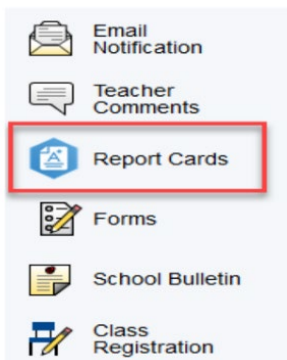 Email
Notification
Teacher
Comments
Report Cards
Forms
School Bulletin
Class
Registration